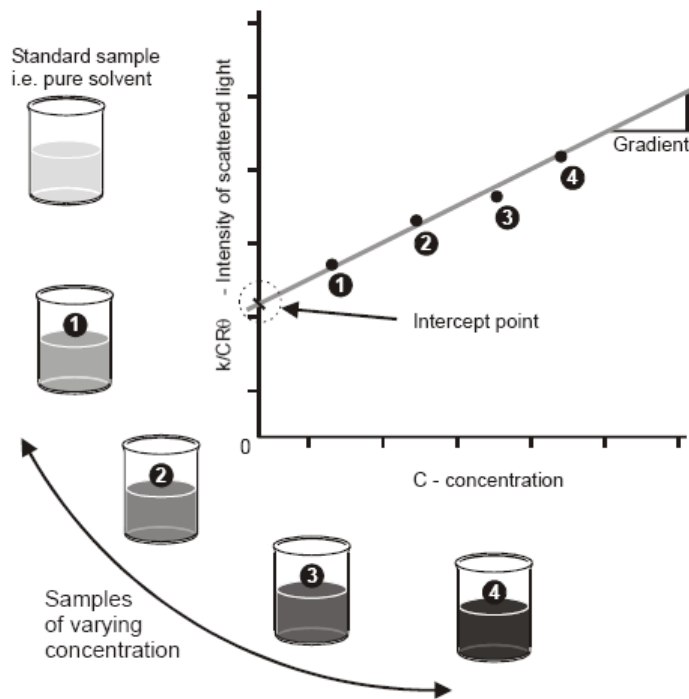 Standard sample
i.e. pure solvent
k/CRθ - Intensity of scattered light
Gradient
1
2
3
4
Intercept point
0
C - concentration
1
2
3
4
Samples
of varying
concentration